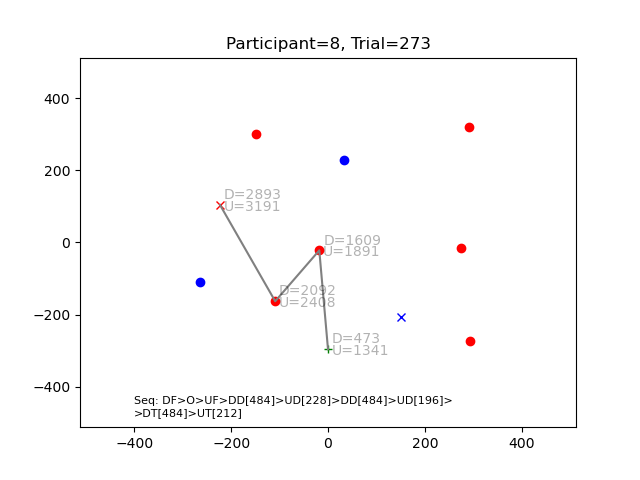 Participant=8, Trial=273
400
200
0
−200
−400
D=2893
U=3191
D=1609
U=1891
D=2092
U=2408
D=473
U=1341
Seq: DF>O>UF>DD[484]>UD[228]>DD[484]>UD[196]>
>DT[484]>UT[212]
−400 −200 0 200 400